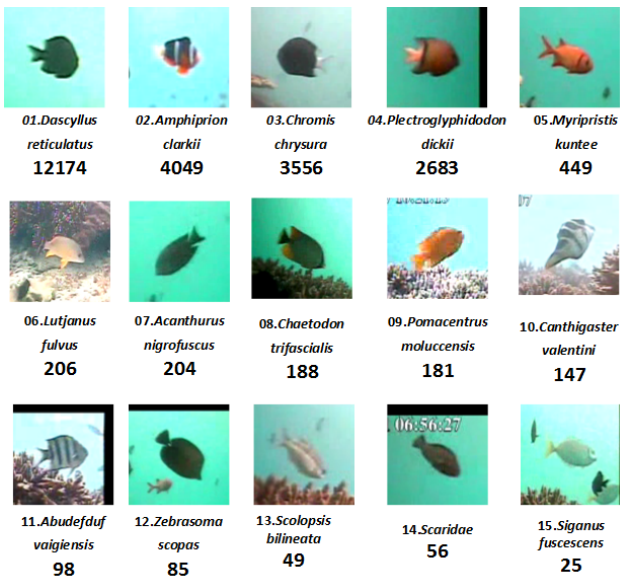 01.Dascyllus
reticulatus
12174
02.Amphiprion
clarkii
4049
03.Chromis
chrysura
3556
04.Plectroglyphidodon
dickii
2683
05.Myripristis
kuntee
449
06.Lutjanus
fulvus
206
07.Acanthurus
nigrofuscus
204
08.Chaetodon
trifascialis
188
09.Pomacentrus
moluccensis
181
07
10.Canthigaster
valentini
147
11.Abudefduf
vaigiensis
98
12.Zebrasoma
scopas
85
13.Scolopsis
bilineata
49
06:56:27
14.Scaridae
56
15.Siganus
fuscescens
25